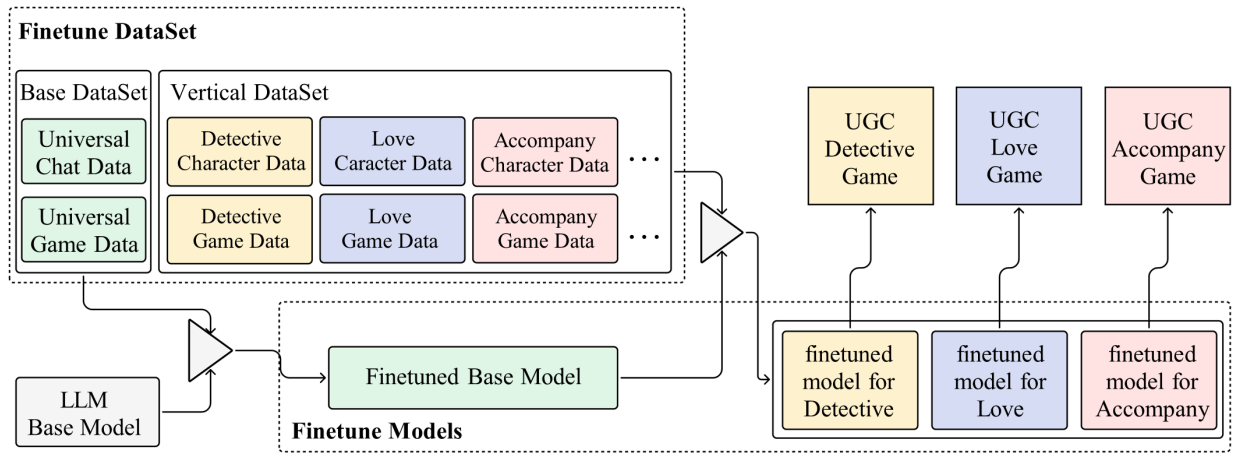 Finetune DataSet
Base DataSet
Universal
Chat Data
Universal
Game Data
Vertical DataSet
Detective
Character Data
Love
Caracter Data
Accompany
Character Data
...
Detective
Game Data
Love
Game Data
Accompany
Game Data
...
UGC
Detective
Game
UGC
Love
Game
UGC
Accompany
Game
LLM
Base Model
Finetuned Base Model
Finetune Models
finetuned
model for
Detective
finetuned
model for
Love
finetuned
model for
Accompany